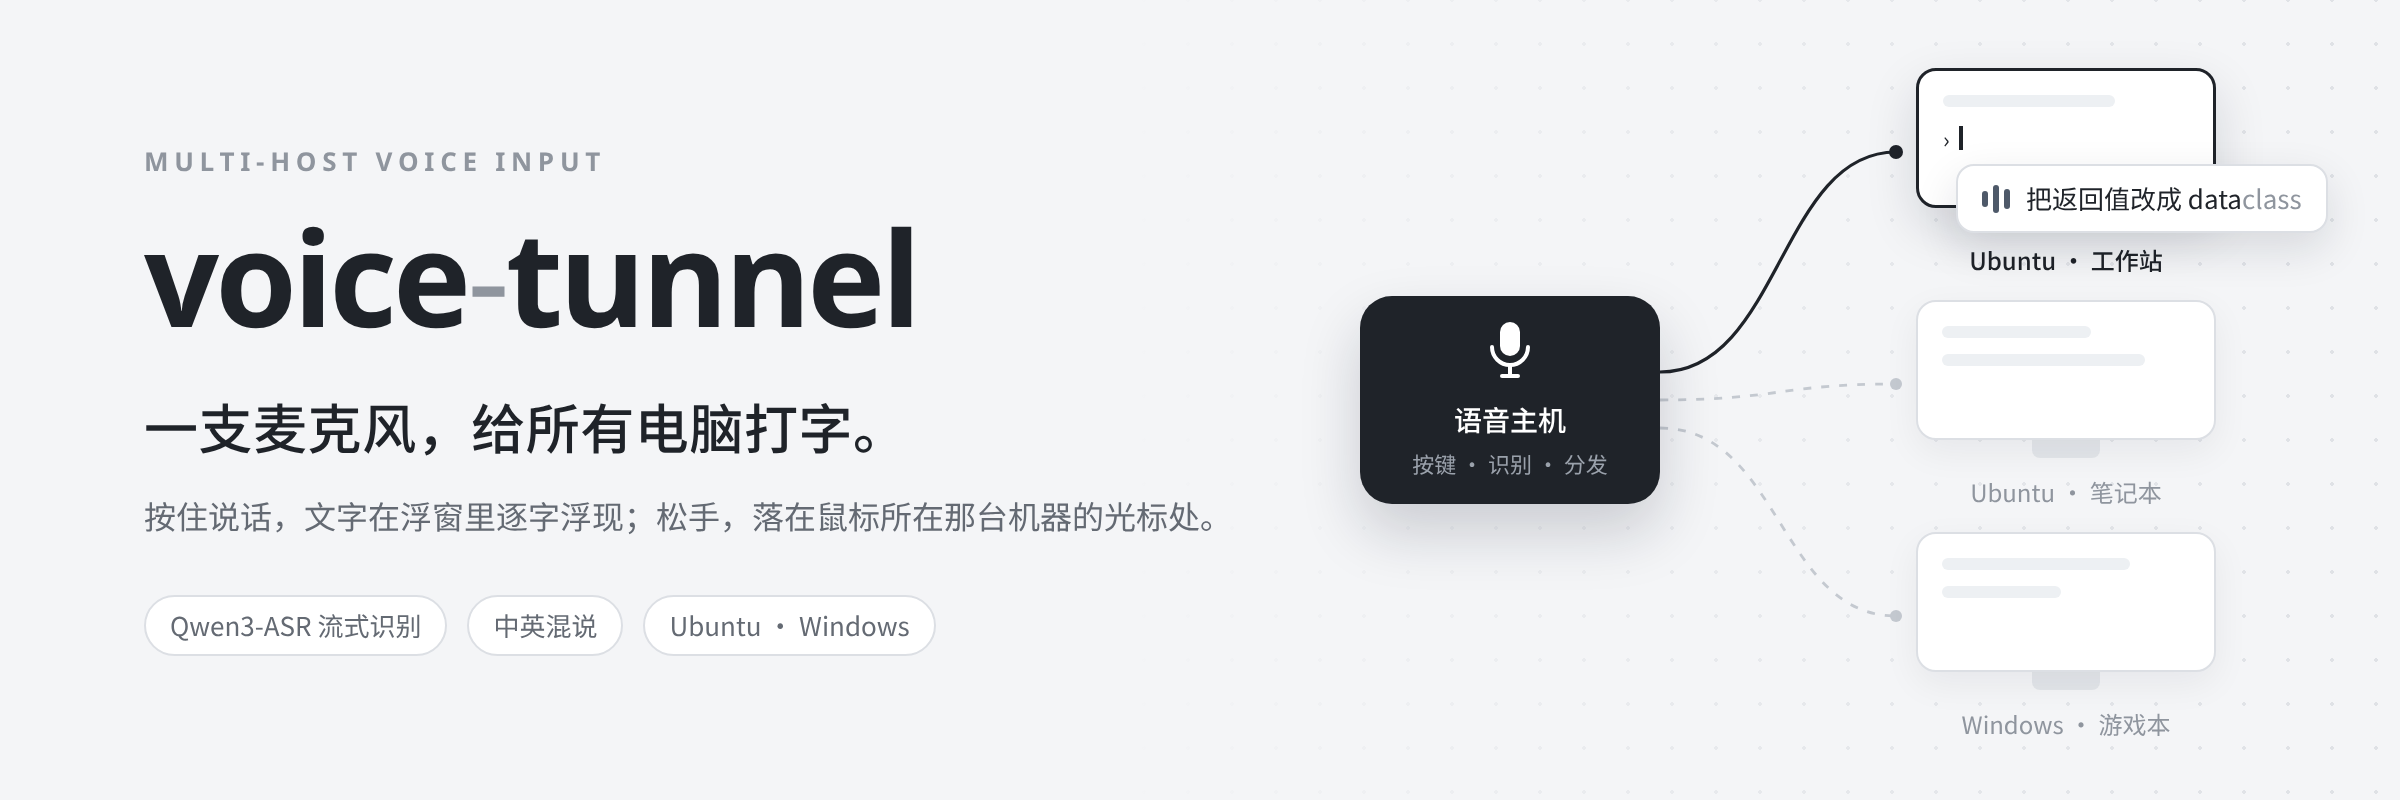 MULTI-HOST VOICE INPUT
voice-tunnel
一支麦克风，给所有电脑打字。
按住说话，文字在浮窗里逐字浮现；松手，落在鼠标所在那台机器的光标处。
Qwen3-ASR 流式识别
中英混说
Ubuntu · Windows
语音主机
按键 · 识别 · 分发
›
把返回值改成 dataclass
Ubuntu · 工作站
Ubuntu · 笔记本
Windows · 游戏本